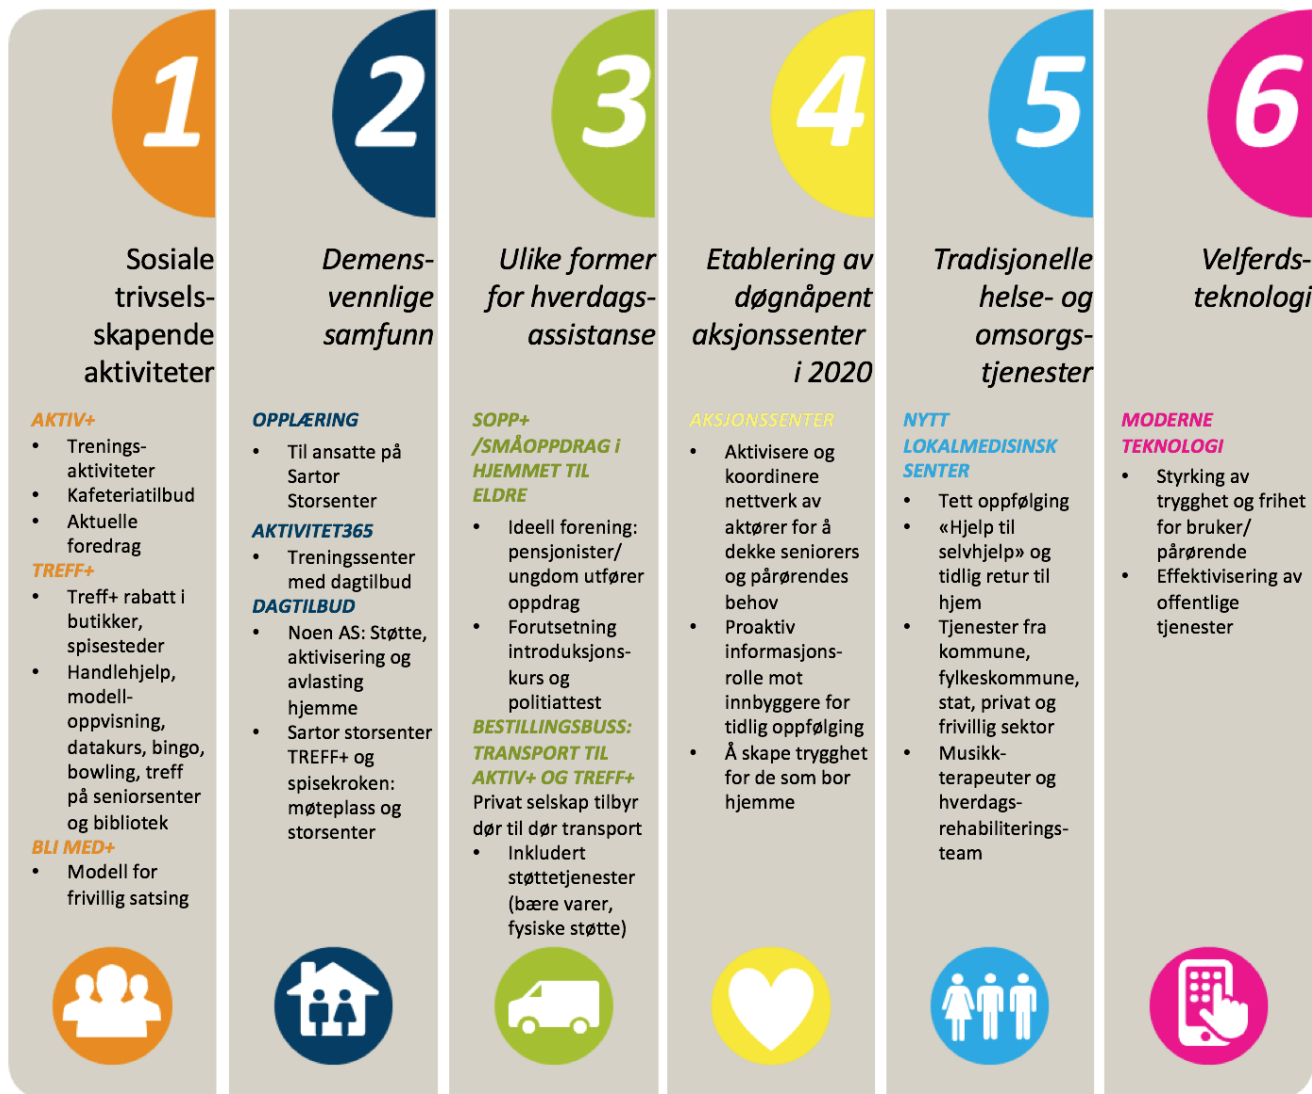 1
Sosiale
trivsels-
skapende
aktiviteter
AKTIV+
• Trenings-
aktiviteter
• Kafeteriatilbud
• Aktuelle
foredrag
TREFF+
• Treff+ rabatt i
butikker,
spisesteder
• Handlehjelp,
modell-
oppvisning,
datakurs, bingo,
bowling, treff
på seniorsenter
og bibliotek
BLI MED+
• Modell for
frivillig satsing
2
Demens-
vennlige
samfunn
OPPLÆRING
• Til ansatte på
Sartor
Storsenter
AKTIVITET365
• Treningssenter
med dagtilbud
DAGTILBUD
• Noen AS: Støtte,
aktivisering og
avlasting
hjemme
• Sartor storsenter
TREFF+ og
spisekroken:
møteplass og
storsenter
3
Ulike former
for hverdags-
assistanse
SOPP+
/SMÅOPPDRAG i
HJEMMET TIL
ELDRE
• Ideell forening:
pensjonister/
ungdom utfører
oppdrag
• Forutsetning
introduksjons-
kurs og
politiattest
BESTILLINGSBUSS:
TRANSPORT TIL
AKTIV+ OG TREFF+
Privat selskap tilbyr
dør til dør transport
• Inkludert
støttetjenester
(bære varer,
fysiske støtte)
4
Etablering av
døgnåpent
aksjonssenter
i 2020
AKSJONSSENTER
• Aktivisere og
koordinere
nettverk av
aktører for å
dekke seniorers
og pårørendes
behov
• Proaktiv
informasjons-
rolle mot
innbyggere for
tidlig oppfølging
• Å skape trygghet
for de som bor
hjemme
5
Tradisjonelle
helse- og
omsorgs-
tjenester
NYTT
LOKALMEDISINSK
SENTER
• Tett oppfølging
• «Hjelp til
selvhjelp» og
tidlig retur til
hjem
• Tjenester fra
kommune,
fylkeskommune,
stat, privat og
frivillig sektor
• Musikk-
terapeuter og
hverdags-
rehabiliterings-
team
6
Velferds-
teknologi
MODERNE
TEKNOLOGI
• Styrking av
trygghet og frihet
for bruker/
pårørende
• Effektivisering av
offentlige
tjenester